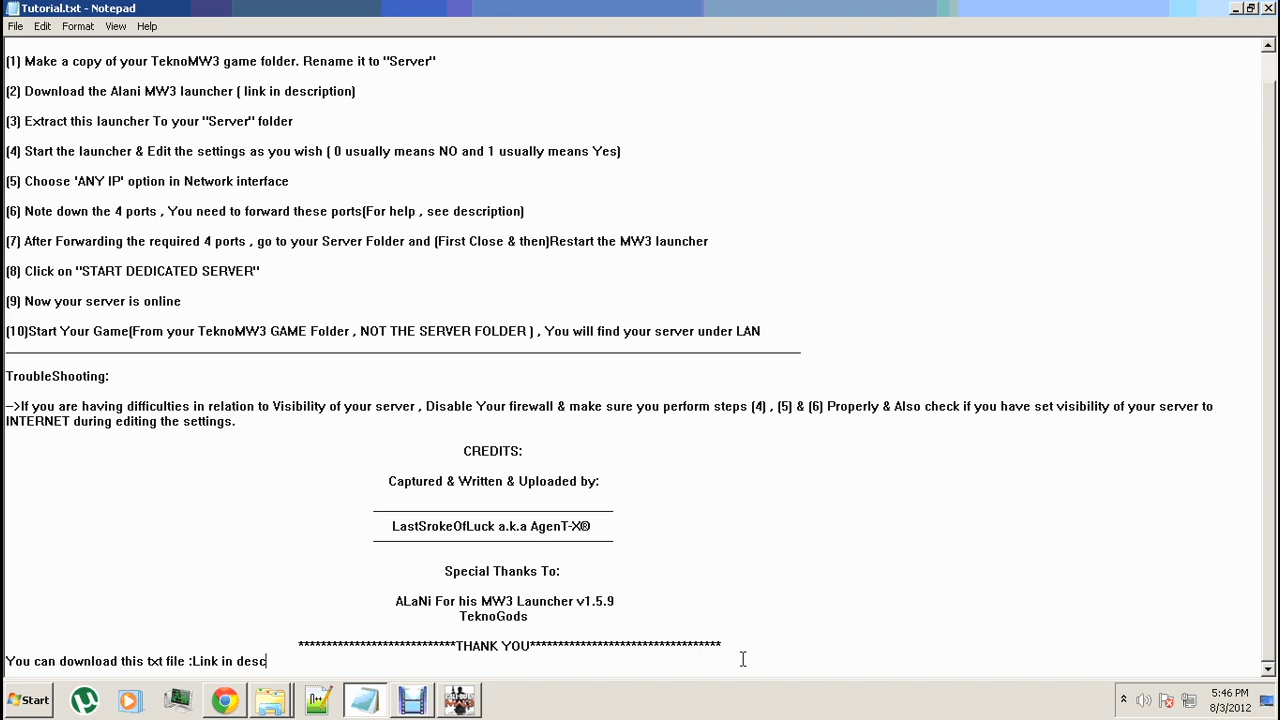 Tutorial.txt - Notepad
File Edit Format View Help
(1) Make a copy of your TeknoMW3 game folder. Rename it to "Server"
(2) Download the Alani MW3 launcher ( link in description)
(3) Extract this launcher To your "Server" folder
(4) Start the launcher & Edit the settings as you wish ( 0 usually means NO and 1 usually means Yes)
(5) Choose 'ANY IP' option in Network interface
(6) Note down the 4 ports , You need to forward these ports(For help , see description)
(7) After Forwarding the required 4 ports , go to your Server Folder and (First Close & then)Restart the MW3 launcher
(8) Click on "START DEDICATED SERVER"
(9) Now your server is online
(10)Start Your Game(From your TeknoMW3 GAME Folder , NOT THE SERVER FOLDER ) , You will find your server under LAN
TroubleShooting:
-->If you are having difficulties in relation to Visibility of your server , Disable Your firewall & make sure you perform steps (4) , (5) & (6) Properly & Also check if you have set visibility of your server to
INTERNET during editing the settings.
CREDITS:
Captured & Written & Uploaded by:
LastSrokeOfLuck a.k.a AgenT-X®
Special Thanks To:
ALaNi For his MW3 Launcher v1.5.9
TeknoGods
****************************THANK YOU**********************************
You can download this txt file :Link in desc
Start
5:46 PM
8/3/2012